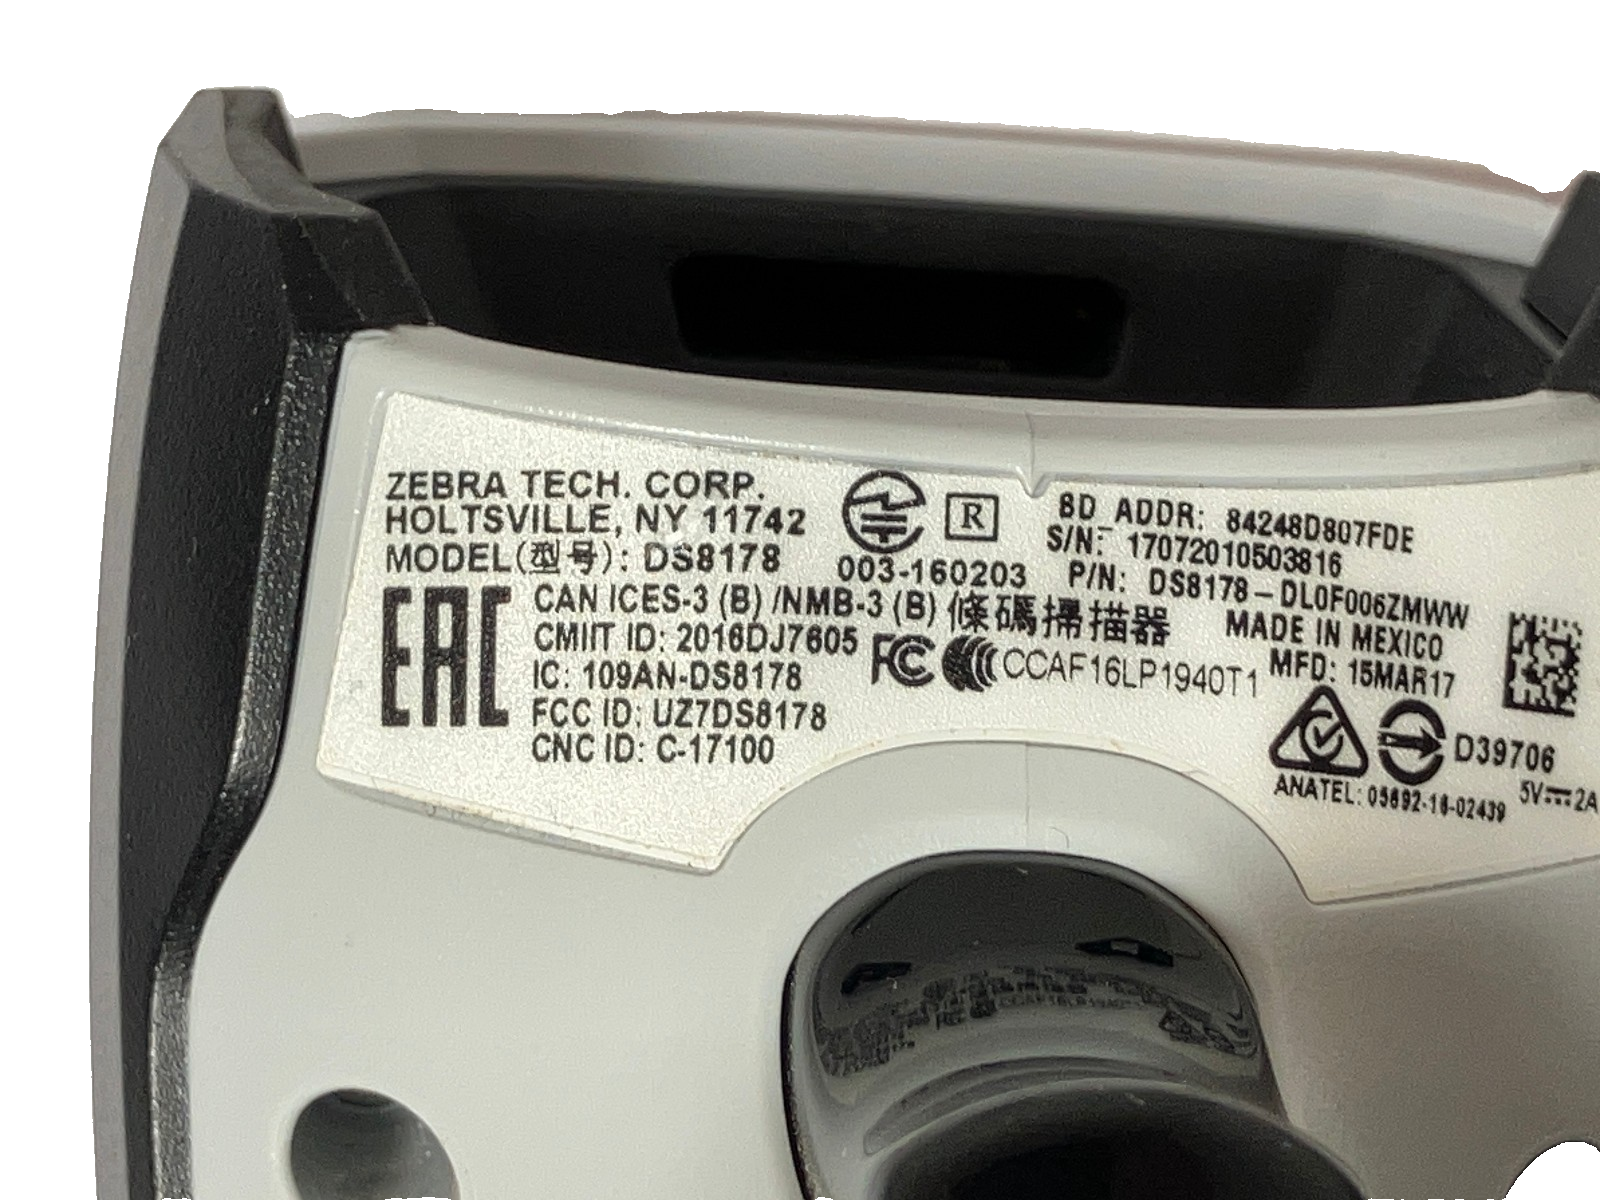 ZEBRA TECH. CORP.
HOLTSVILLE, NY 11742
MODEL(型号): DS8178
EAC
CAN ICES-3 (B) /NMB-3 (B) 條碼掃描器
CMIIT ID: 2016DJ7605
IC: 109AN-DS8178
FCC ID: UZ7DS8178
CNC ID: C-17100
R
003-160203
FC CCAF16LP1940T1
BD_ADDR: 84248D807FDE
S/N: 17072010503816
P/N: DS8178-DL0F006ZMWW
MADE IN MEXICO
MFD: 15MAR17
D39706
ANATEL: 05692-16-02439
5V⎓2A